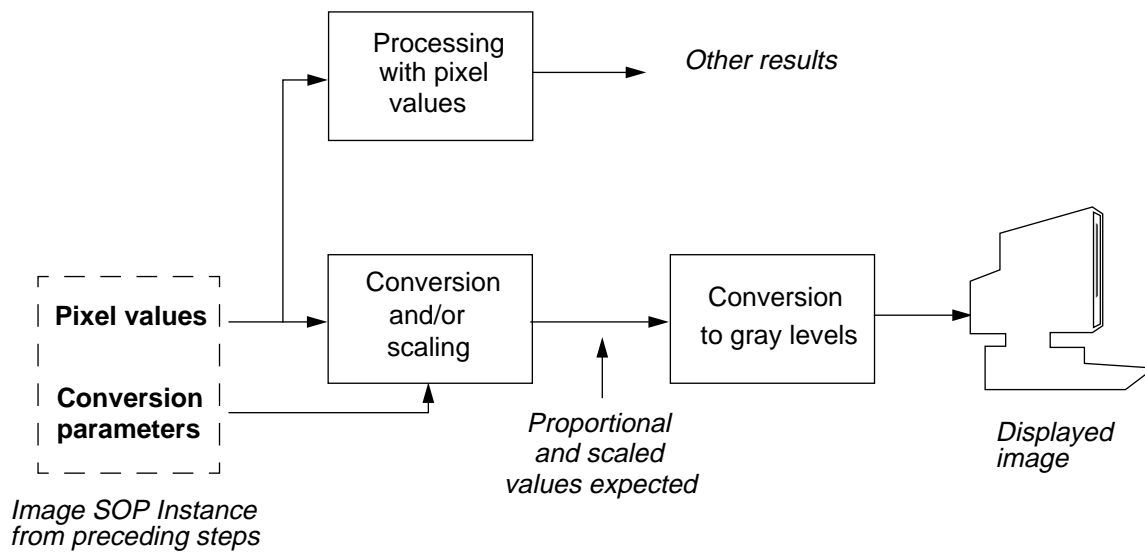 Processing
with pixel
values
Other results
Pixel values
Conversion
parameters
Image SOP Instance
from preceding steps
Conversion
and/or
scaling
Proportional
and scaled
values expected
Conversion
to gray levels
Displayed
image